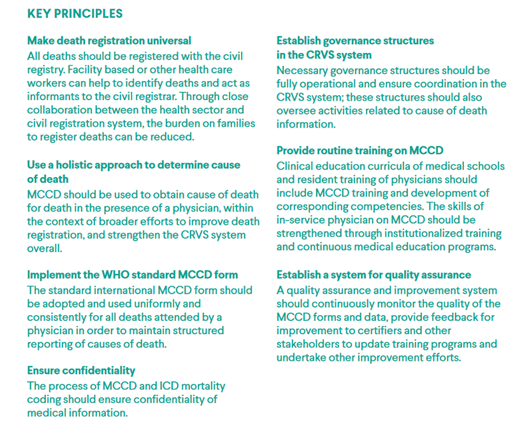 KEY PRINCIPLES
Make death registration universal
All deaths should be registered with the civil
registry. Facility based or other health care
workers can help to identify deaths and act as
informants to the civil registrar. Through close
collaboration between the health sector and
civil registration system, the burden on families
to register deaths can be reduced.
Use a holistic approach to determine cause
of death
MCCD should be used to obtain cause of death
for death in the presence of a physician, within
the context of broader efforts to improve death
registration, and strengthen the CRVS system
overall.
Implement the WHO standard MCCD form
The standard international MCCD form should
be adopted and used uniformly and
consistently for all deaths attended by a
physician in order to maintain structured
reporting of causes of death.
Ensure confidentiality
The process of MCCD and ICD mortality
coding should ensure confidentiality of
medical information.
Establish governance structures
in the CRVS system
Necessary governance structures should be
fully operational and ensure coordination in the
CRVS system; these structures should also
oversee activities related to cause of death
information.
Provide routine training on MCCD
Clinical education curricula of medical schools
and resident training of physicians should
include MCCD training and development of
corresponding competencies. The skills of
in-service physician on MCCD should be
strengthened through institutionalized training
and continuous medical education programs.
Establish a system for quality assurance
A quality assurance and improvement system
should continuously monitor the quality of the
MCCD forms and data, provide feedback for
improvement to certifiers and other
stakeholders to update training programs and
undertake other improvement efforts.